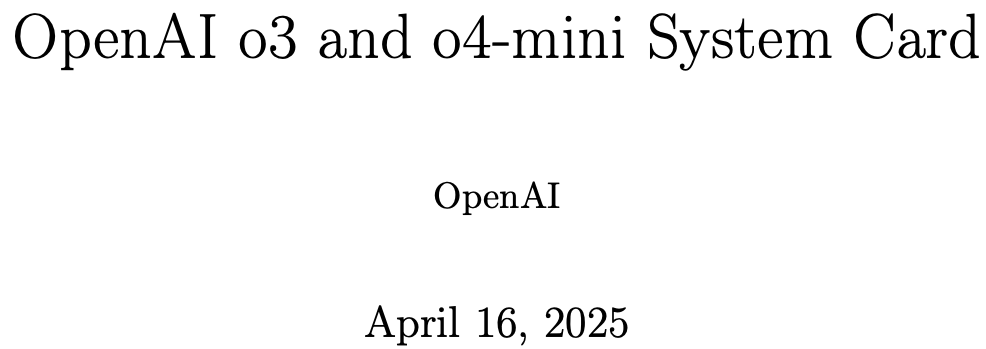 OpenAI o3 and o4-mini System Card
OpenAI
April 16, 2025